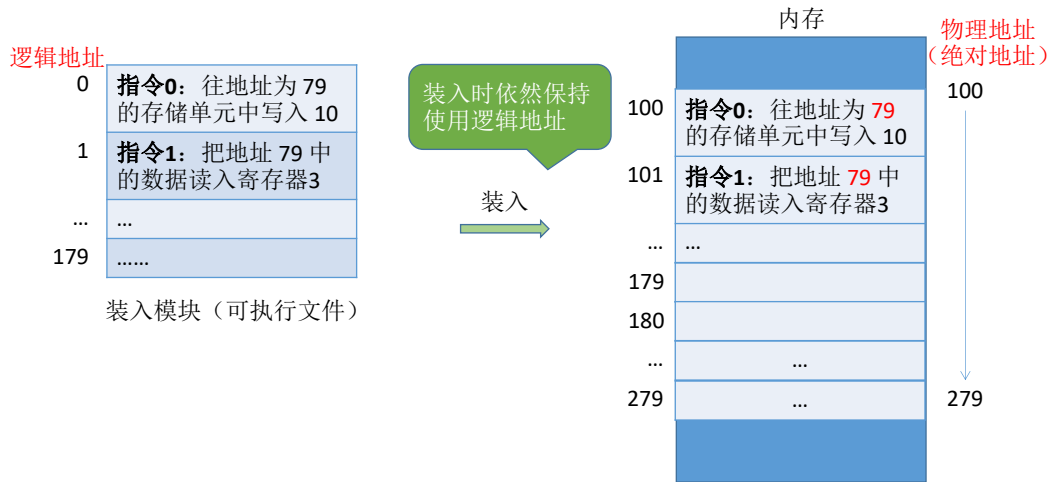 逻辑地址
0
指令0：往地址为 79
的存储单元中写入 10
1
指令1：把地址 79 中
的数据读入寄存器3
...
...
179
......
装入模块（可执行文件）
装入时依然保持
使用逻辑地址
装入
内存
物理地址
（绝对地址）
100
指令0：往地址为 79
的存储单元中写入 10
101
指令1：把地址 79 中
的数据读入寄存器3
...
...
179
180
...
...
279
...
100
279